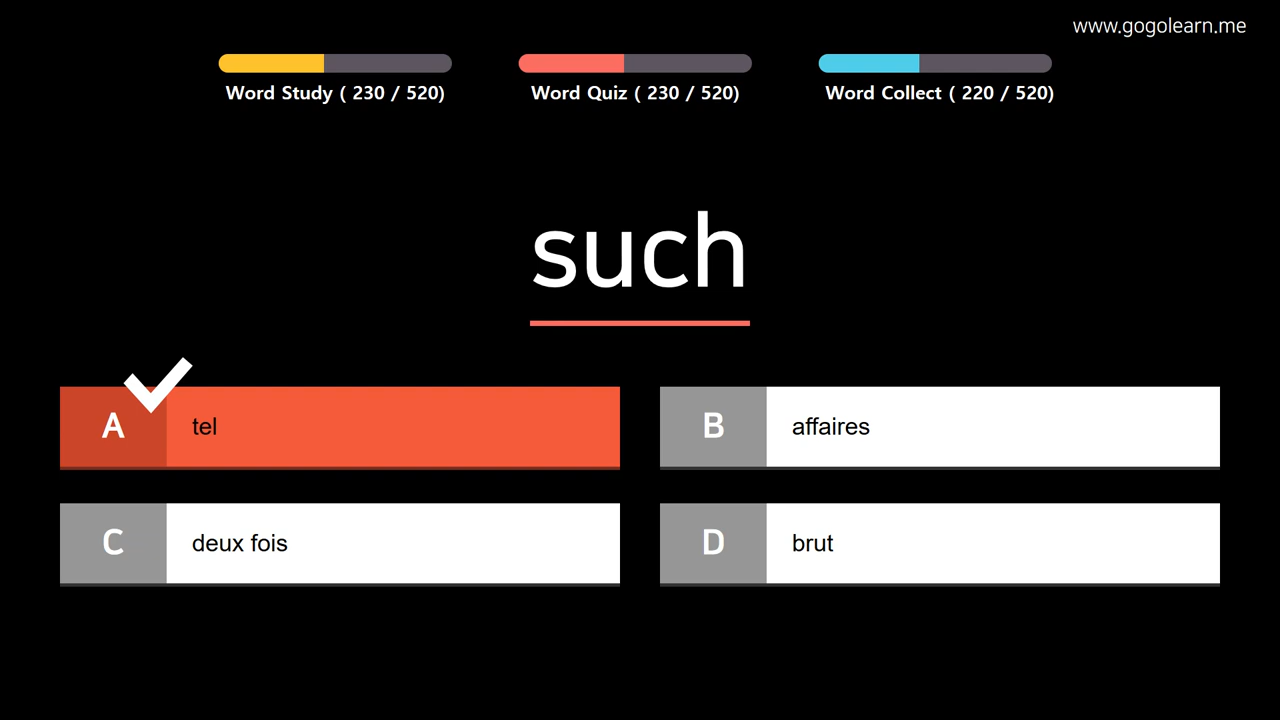 www.gogolearn.me
Word Study ( 230 / 520)
Word Quiz ( 230 / 520)
Word Collect ( 220 / 520)
such
A
tel
B
affaires
C
deux fois
D
brut